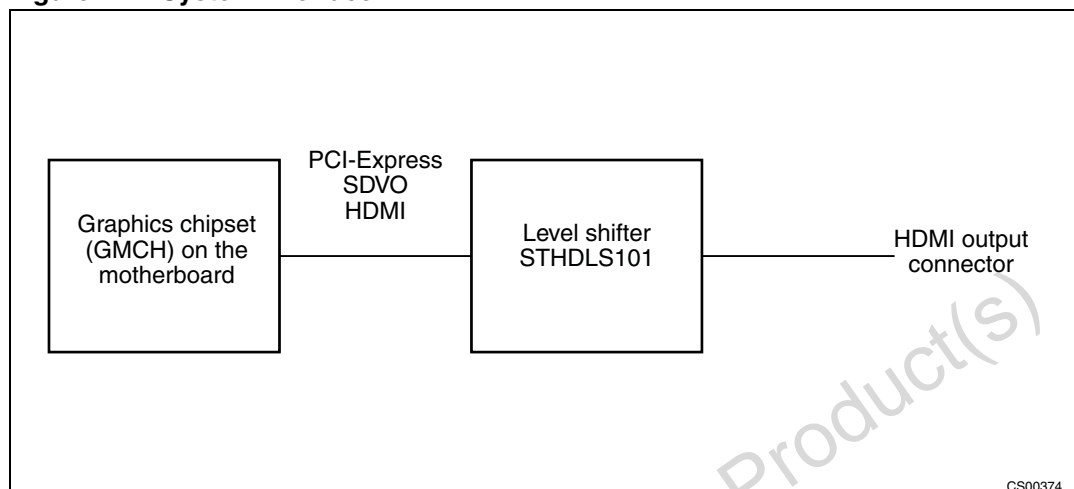 PCI-Express
SDVO
HDMI
Graphics chipset
(GMCH) on the
motherboard
Level shifter
STHDLS101
HDMI output
connector
Product(s)
CS00374